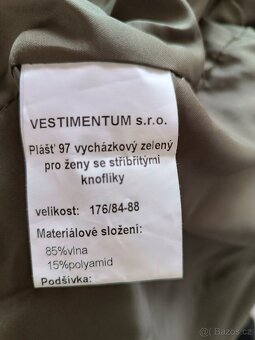 VESTIMENTUM s.r.o.
Plášť 97 vycházkový zelený
pro ženy se stříbřitými
knoflíky
velikost: 176/84-88
Materiálové složení:
85%vlna
15%polyamid
Podšívka:
Bazos.cz